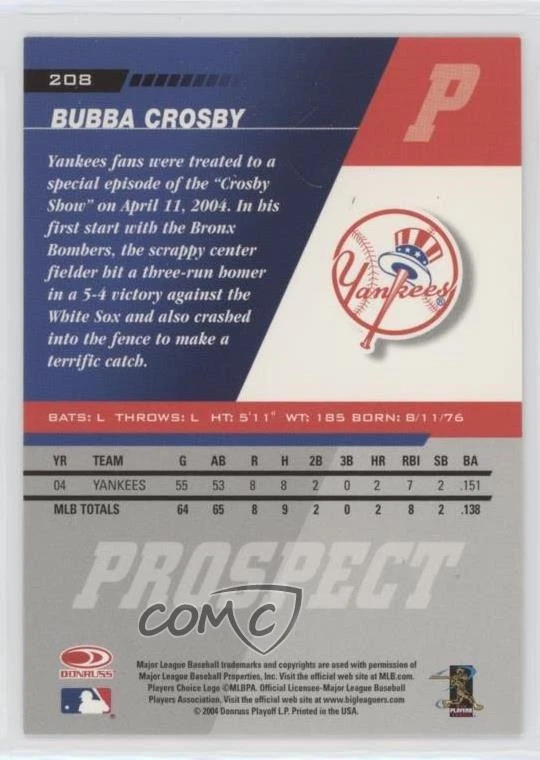 208
P
BUBBA CROSBY
Yankees fans were treated to a
special episode of the "Crosby
Show" on April 11, 2004. In his
first start with the Bronx
Bombers, the scrappy center
fielder hit a three-run homer
in a 5-4 victory against the
White Sox and also crashed
into the fence to make a
terrific catch.
Yankees®
BATS: L THROWS: L HT: 5'11" WT: 185 BORN: 8/11/76
YR TEAM G AB R H 2B 3B HR RBI SB BA
04 YANKEES 55 53 8 8 2 0 2 7 2 .151
MLB TOTALS 64 65 8 9 2 0 2 8 2 .138
PROSPECT
COMC
DONRUSS
Major League Baseball trademarks and copyrights are used with permission of
Major League Baseball Properties, Inc. Visit the official web site at MLB.com.
Players Choice Logo ©MLBPA. Official Licensee-Major League Baseball
Players Association. Visit the official web site at www.bigleaguers.com
© 2004 Donruss Playoff L.P. Printed in the USA.
PLAYERS
CHOICE